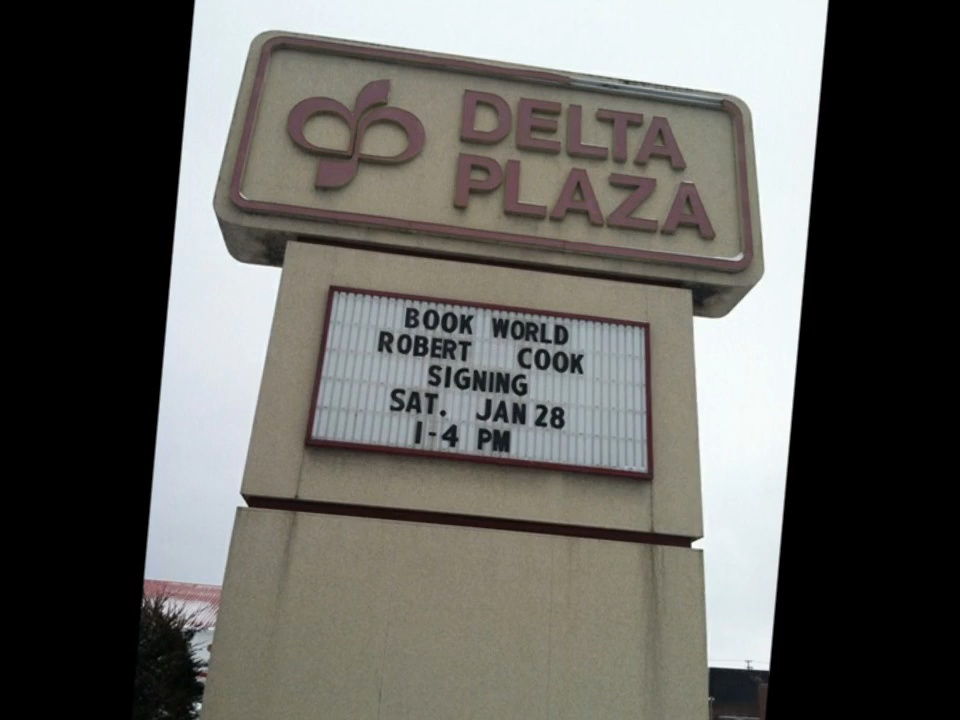 DELTA
PLAZA
BOOK WORLD
ROBERT COOK
SIGNING
SAT. JAN 28
1-4 PM